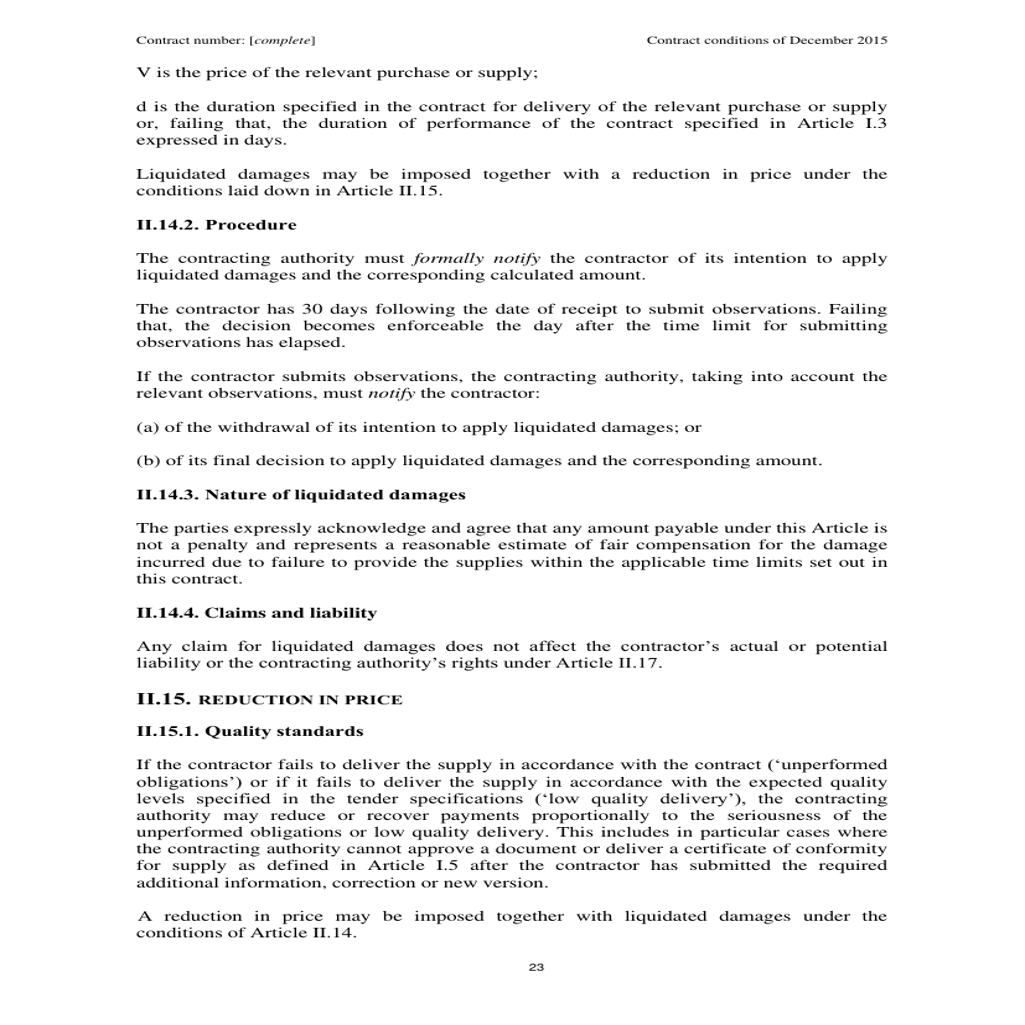 Contract number: [complete] Contract conditions of December 2015
V is the price of the relevant purchase or supply;
d is the duration specified in the contract for delivery of the relevant purchase or supply
or, failing that, the duration of performance of the contract specified in Article I.3
expressed in days.
Liquidated damages may be imposed together with a reduction in price under the
conditions laid down in Article II.15.
II.14.2. Procedure
The contracting authority must formally notify the contractor of its intention to apply
liquidated damages and the corresponding calculated amount.
The contractor has 30 days following the date of receipt to submit observations. Failing
that, the decision becomes enforceable the day after the time limit for submitting
observations has elapsed.
If the contractor submits observations, the contracting authority, taking into account the
relevant observations, must notify the contractor:
(a) of the withdrawal of its intention to apply liquidated damages; or
(b) of its final decision to apply liquidated damages and the corresponding amount.
II.14.3. Nature of liquidated damages
The parties expressly acknowledge and agree that any amount payable under this Article is
not a penalty and represents a reasonable estimate of fair compensation for the damage
incurred due to failure to provide the supplies within the applicable time limits set out in
this contract.
II.14.4. Claims and liability
Any claim for liquidated damages does not affect the contractor’s actual or potential
liability or the contracting authority’s rights under Article II.17.
II.15. REDUCTION IN PRICE
II.15.1. Quality standards
If the contractor fails to deliver the supply in accordance with the contract (‘unperformed
obligations’) or if it fails to deliver the supply in accordance with the expected quality
levels specified in the tender specifications (‘low quality delivery’), the contracting
authority may reduce or recover payments proportionally to the seriousness of the
unperformed obligations or low quality delivery. This includes in particular cases where
the contracting authority cannot approve a document or deliver a certificate of conformity
for supply as defined in Article I.5 after the contractor has submitted the required
additional information, correction or new version.
A reduction in price may be imposed together with liquidated damages under the
conditions of Article II.14.
23